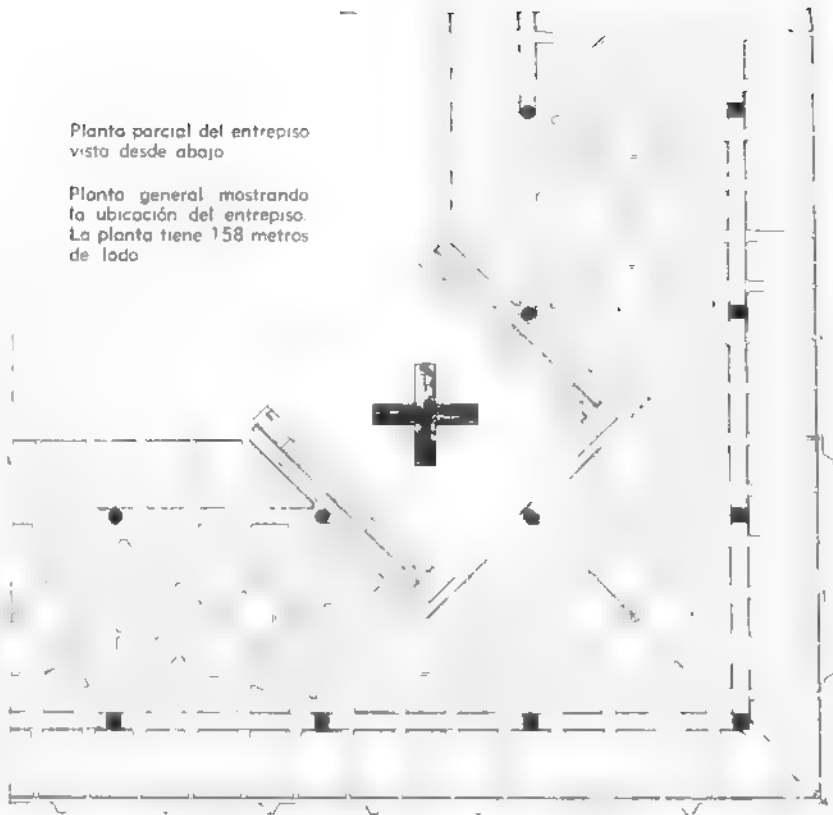 Planta parcial del entrepiso
vista desde abajo
Planta general mostrando
la ubicación del entrepiso.
La planta tiene 158 metros
de lado